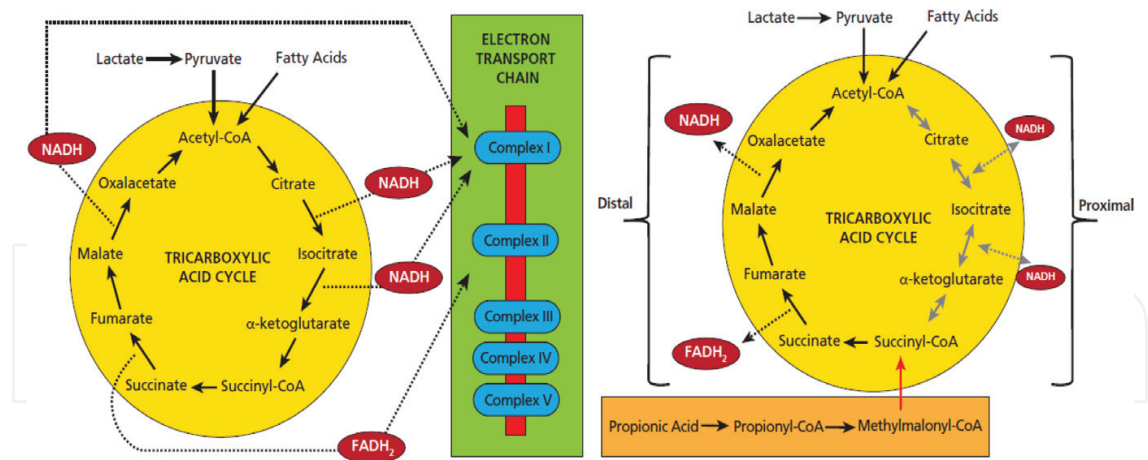 Lactate
Pyruvate
Fatty Acids
NADH
Acetyl-CoA
Oxalacetate
Citrate
NADH
Malate
TRICARBOXYLIC
ACID CYCLE
Isocitrate
NADH
Fumarate
α-ketoglutarate
Succinate
Succinyl-CoA
FADH₂
ELECTRON
TRANSPORT
CHAIN
Complex I
Complex II
Complex III
Complex IV
Complex V
Lactate
Pyruvate
Fatty Acids
Acetyl-CoA
NADH
Oxalacetate
Citrate
NADH
Distal
Malate
TRICARBOXYLIC
ACID CYCLE
Isocitrate
Proximal
Fumarate
α-ketoglutarate
NADH
FADH₂
Succinate
Succinyl-CoA
Propionic Acid
Propionyl-CoA
Methylmalonyl-CoA